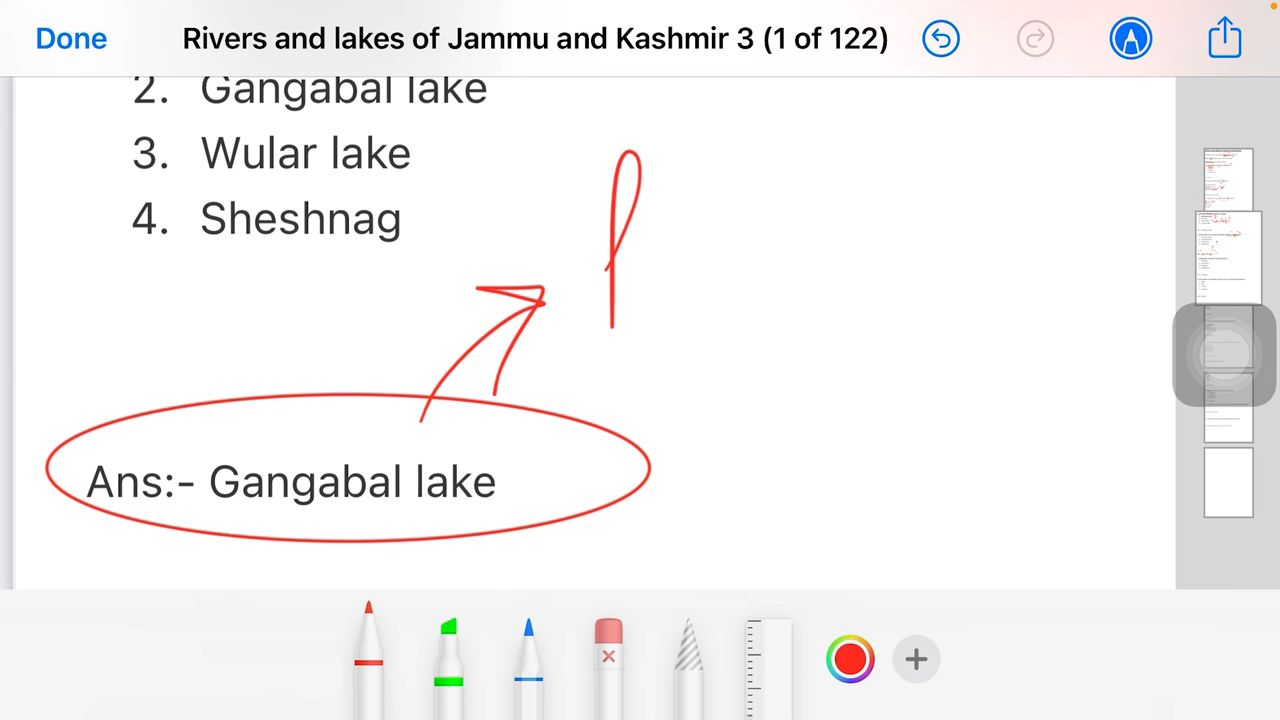 Done Rivers and lakes of Jammu and Kashmir 3 (1 of 122)
2. Gangabal lake
3. Wular lake
4. Sheshnag
Ans:- Gangabal lake